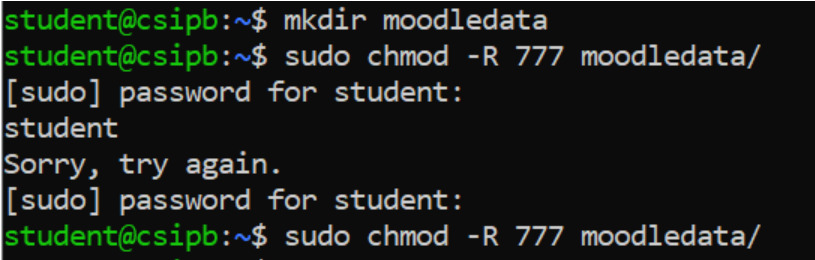 student@csipb:~$ mkdir moodledata
student@csipb:~$ sudo chmod -R 777 moodledata/
[sudo] password for student:
student
Sorry, try again.
[sudo] password for student:
student@csipb:~$ sudo chmod -R 777 moodledata/